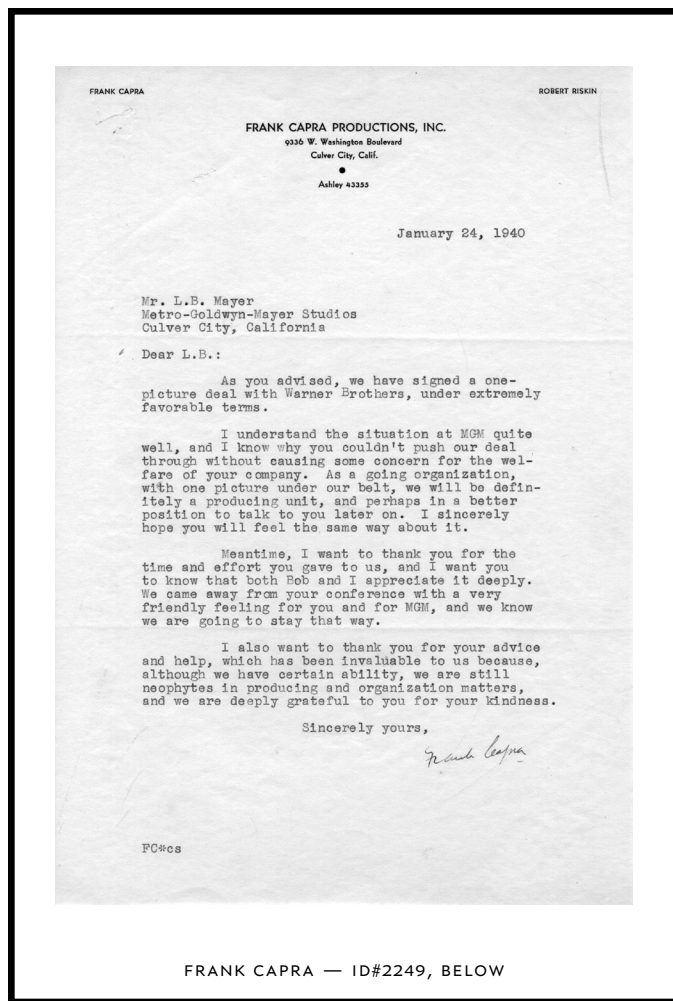 FRANK CAPRA
ROBERT RISKIN
FRANK CAPRA PRODUCTIONS, INC.
9336 W. Washington Boulevard
Culver City, Calif.
●
Ashley 43355
January 24, 1940
Mr. L.B. Mayer
Metro-Goldwyn-Mayer Studios
Culver City, California
Dear L.B.:
As you advised, we have signed a one-
picture deal with Warner Brothers, under extremely
favorable terms.
I understand the situation at MGM quite
well, and I know why you couldn't push our deal
through without causing some concern for the wel-
fare of your company. As a going organization,
with one picture under our belt, we will be defin-
itely a producing unit, and perhaps in a better
position to talk to you later on. I sincerely
hope you will feel the same way about it.
Meantime, I want to thank you for the
time and effort you gave to us, and I want you
to know that both Bob and I appreciate it deeply.
We came away from your conference with a very
friendly feeling for you and for MGM, and we know
we are going to stay that way.
I also want to thank you for your advice
and help, which has been invaluable to us because,
although we have certain ability, we are still
neophytes in producing and organization matters,
and we are deeply grateful to you for your kindness.
Sincerely yours,
Frank Capra
FC*cs
FRANK CAPRA — ID#2249, BELOW